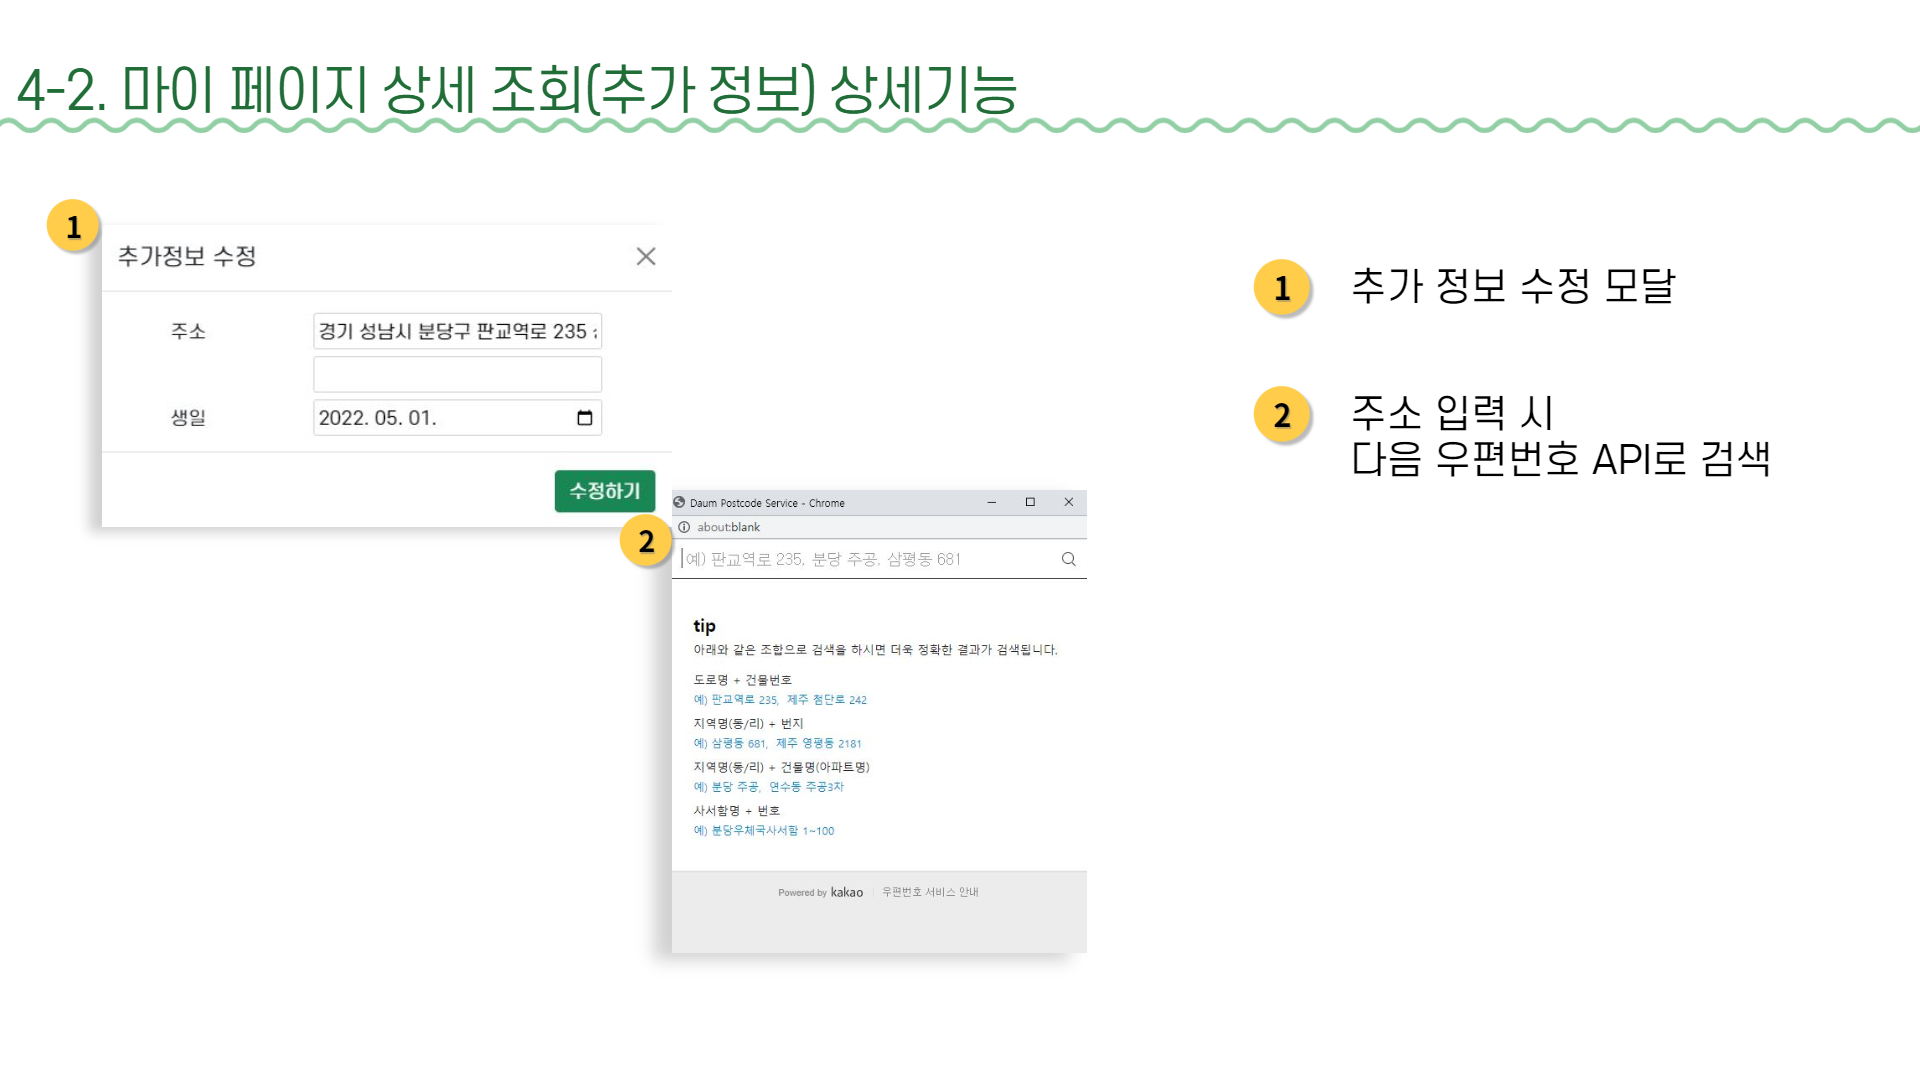 4-2. 마이 페이지 상세 조회(추가 정보) 상세기능
1
추가정보 수정
주소
경기 성남시 분당구 판교역로 235
생일
2022. 05. 01.
수정하기
2
Daum Postcode Service - Chrome
about:blank
예) 판교역로 235, 분당 주공, 삼평동 681
tip
아래와 같은 조합으로 검색을 하시면 더욱 정확한 결과가 검색됩니다.
도로명 + 건물번호
예) 판교역로 235, 제주 첨단로 242
지역명(동/리) + 번지
예) 삼평동 681, 제주 영평동 2181
지역명(동/리) + 건물명(아파트명)
예) 분당 주공, 연수동 주공3차
사서함명 + 번호
예) 분당우체국사서함 1~100
Powered by kakao 우편번호 서비스 안내
1 추가 정보 수정 모달
2 주소 입력 시
다음 우편번호 API로 검색